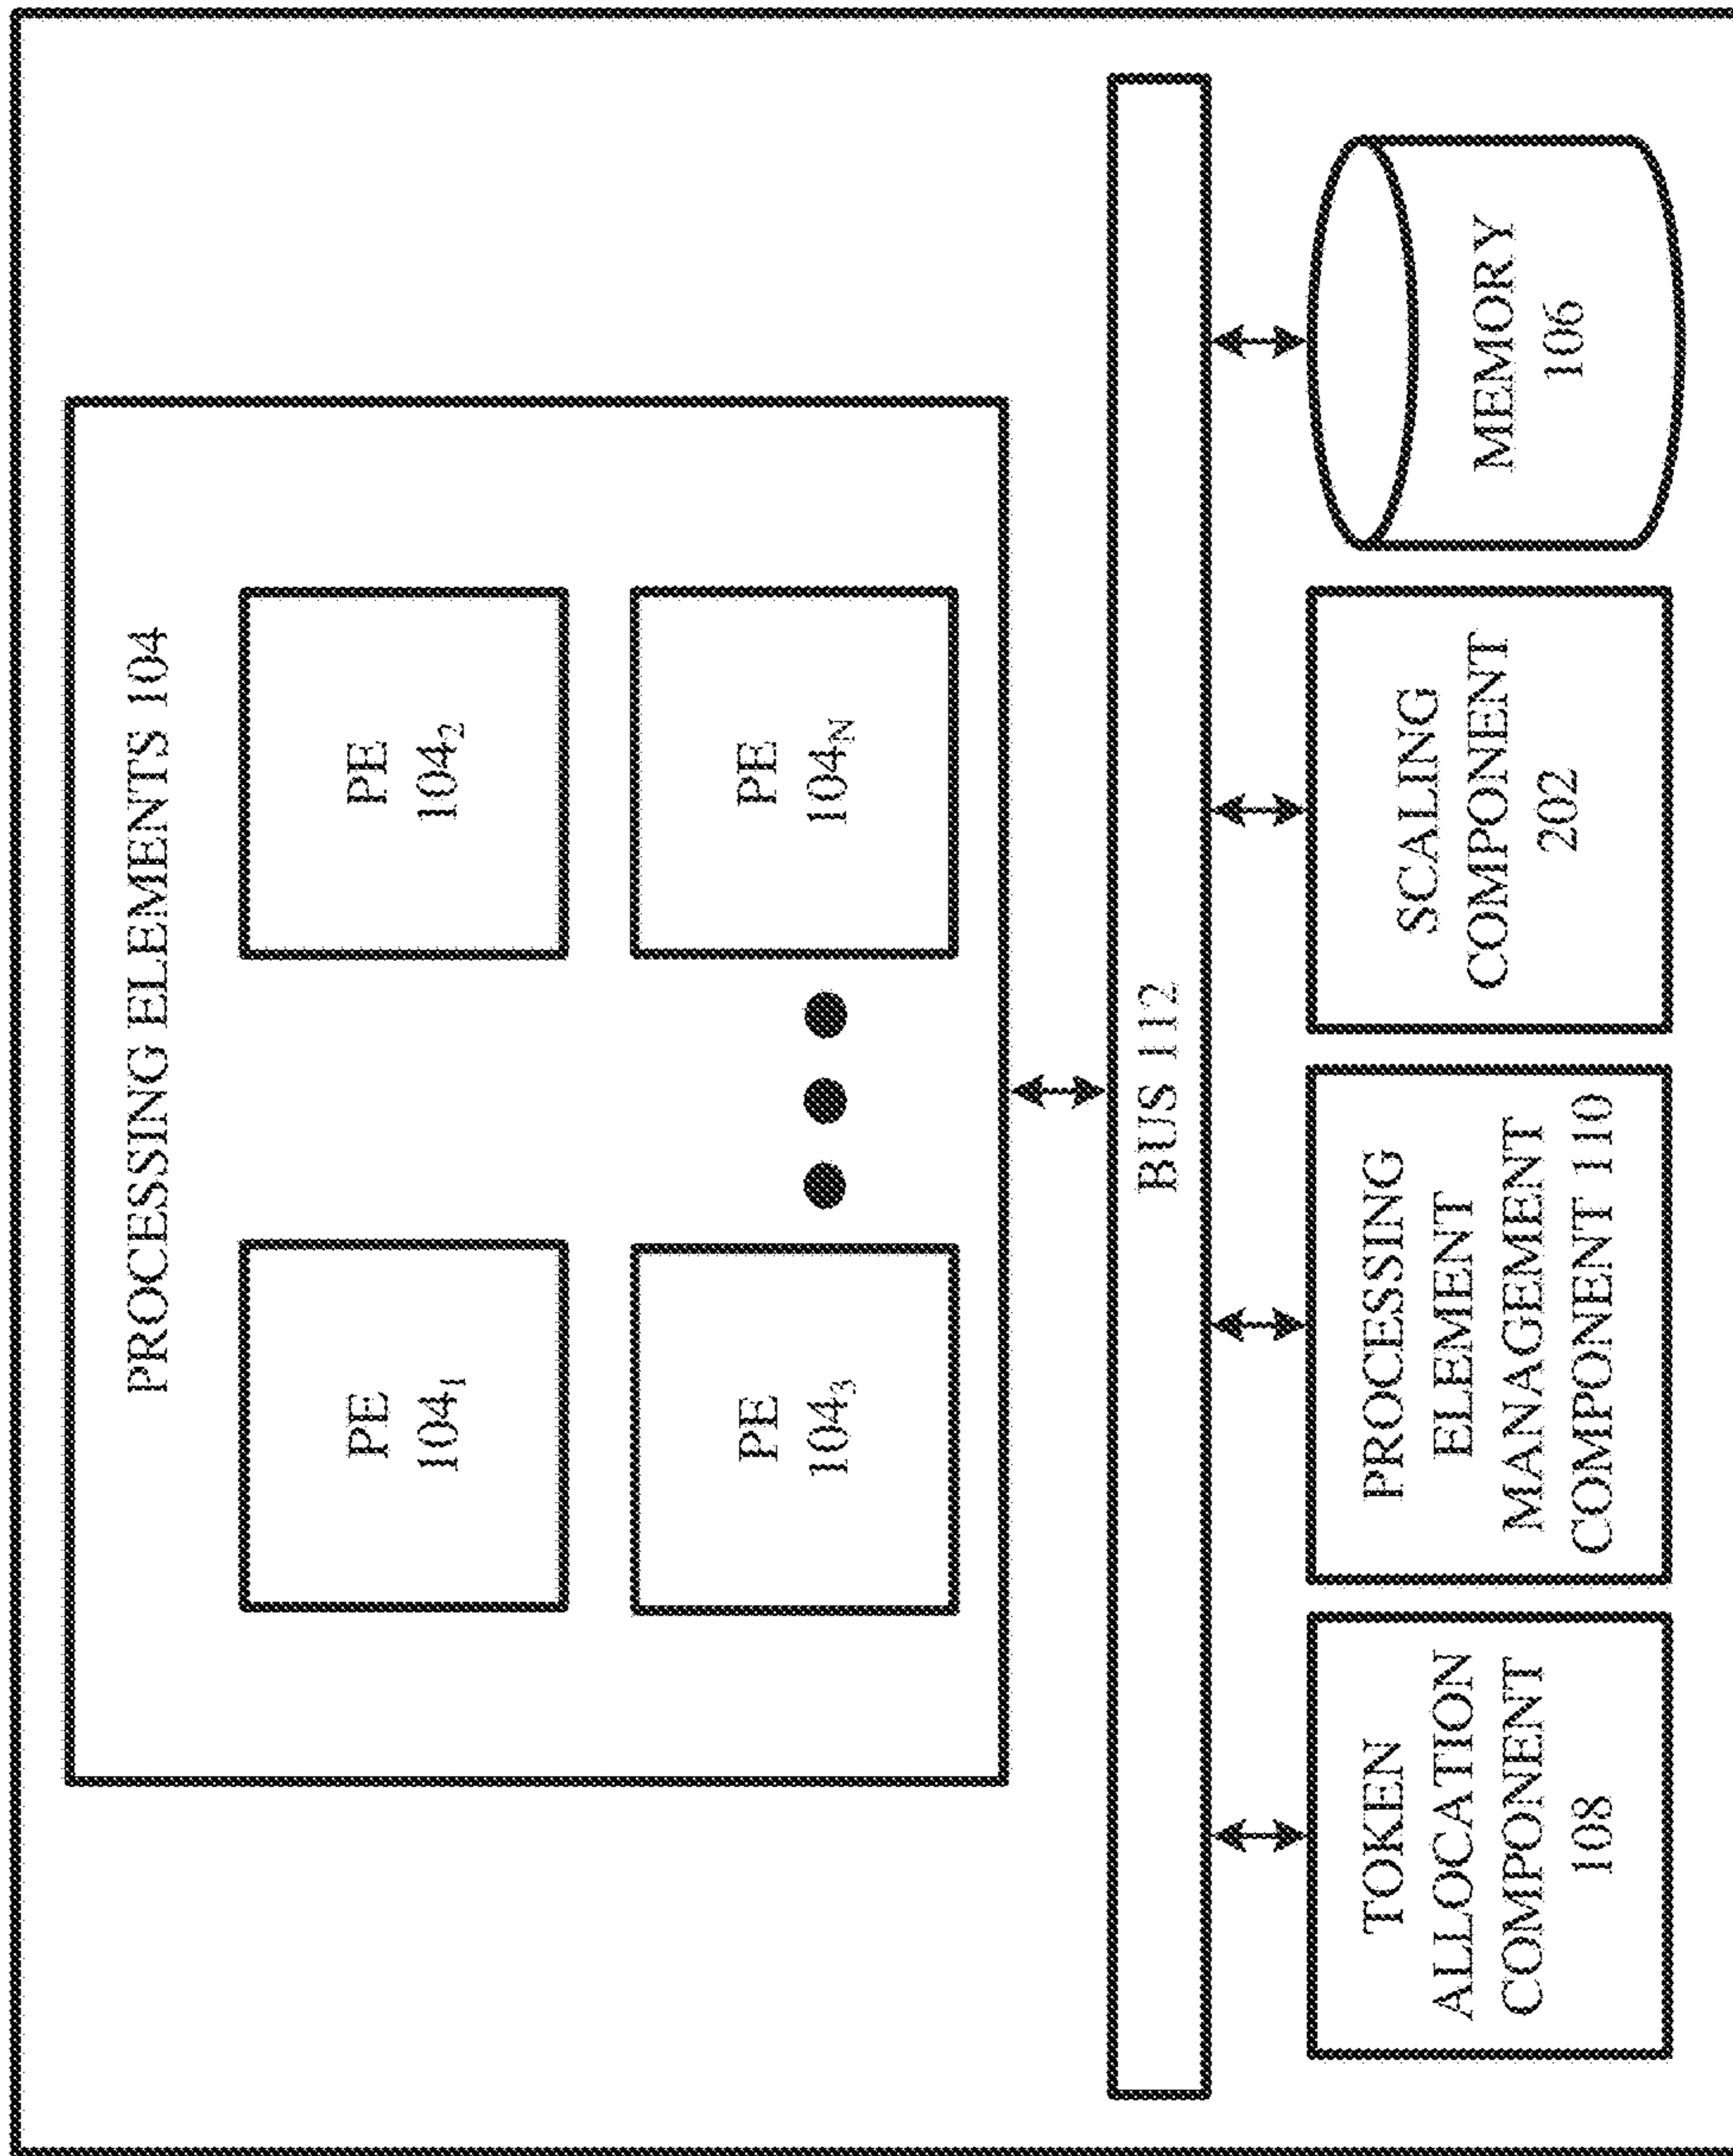 PROCESSING ELEMENTS 104
PE
104₁
PE
104₂
PE
104₃
PE
104_N
BUS 112
TOKEN
ALLOCATION
COMPONENT
108
PROCESSING
ELEMENT
MANAGEMENT
COMPONENT 110
SCALING
COMPONENT
202
MEMORY
106